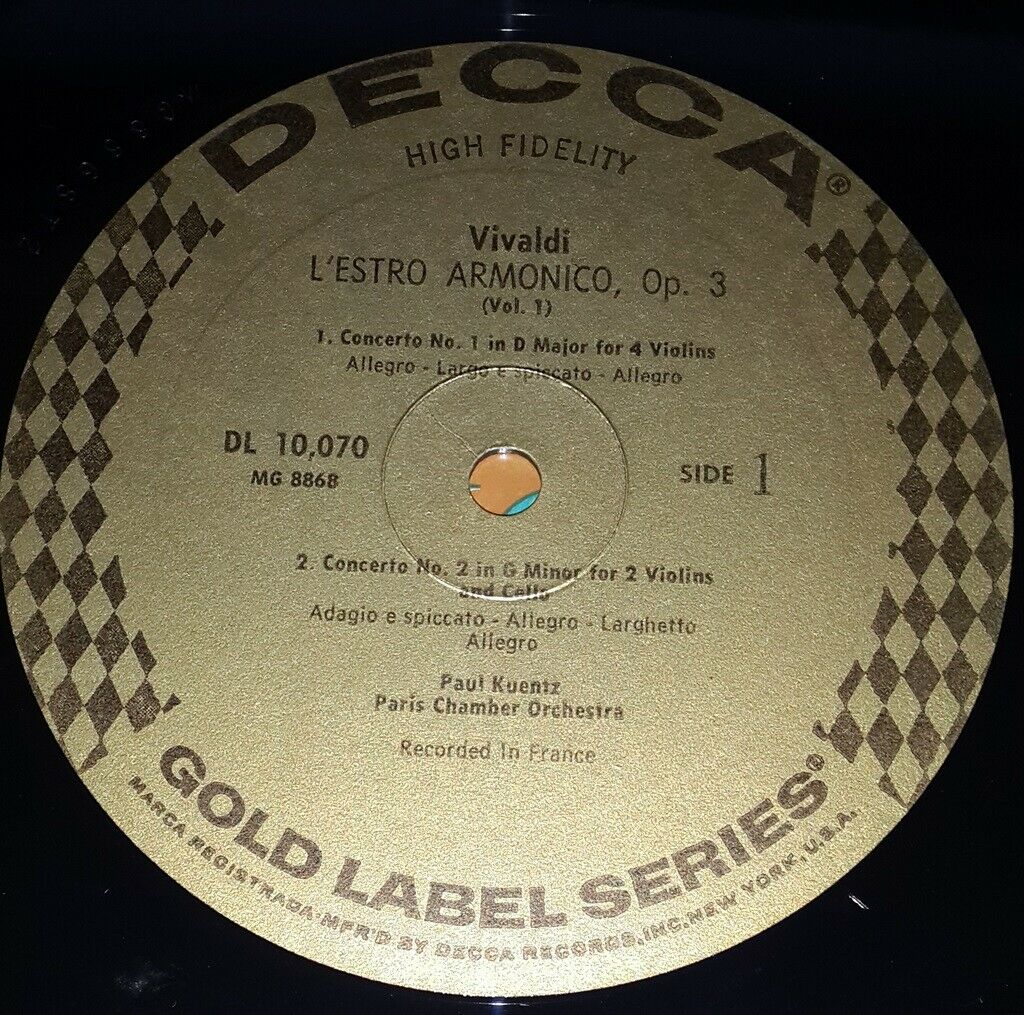 DECCA®
HIGH FIDELITY
Vivaldi
L'ESTRO ARMONICO, Op. 3
(Vol. 1)
1. Concerto No. 1 in D Major for 4 Violins
Allegro - Largo e spiccato - Allegro
DL 10,070
MG 8868
SIDE 1
2. Concerto No. 2 in G Minor for 2 Violins
and Cello
Adagio e spiccato - Allegro - Larghetto
Allegro
Paul Kuentz
Paris Chamber Orchestra
Recorded In France
GOLD LABEL SERIES®
MARCA REGISTRADA·MFR'D BY DECCA RECORDS, INC. NEW YORK, U.S.A.